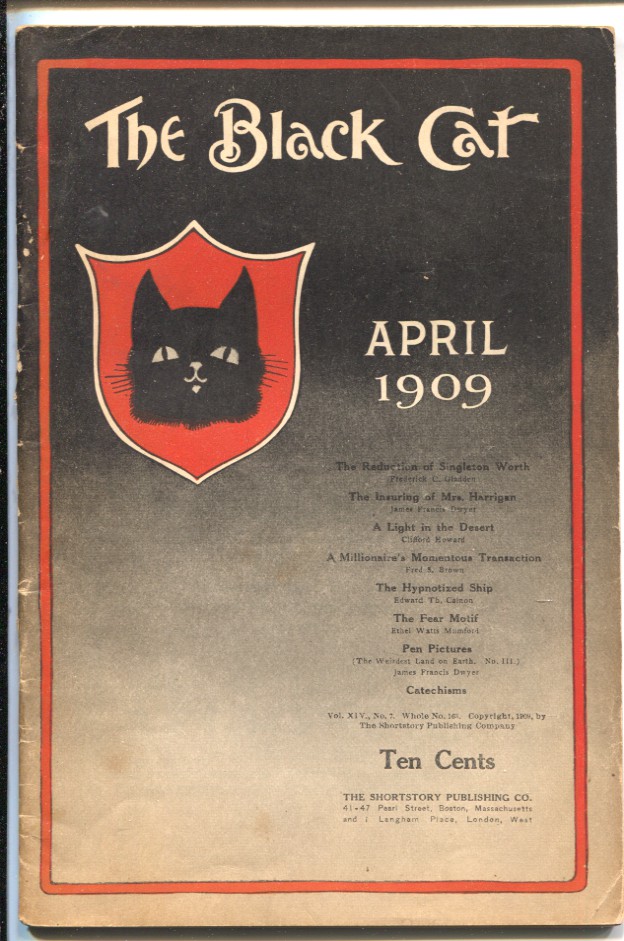 The Black Cat
APRIL
1909
The Reduction of Singleton Worth
Frederick C.
The Insuring of Mrs. Harrigan
James Francis Dwyer
A Light in the Desert
Clifford Howard
A Millionaire's Momentous Transaction
Fred S. Brown
The Hypnotized Ship
Edward Th.
The Fear Motif
Ethel Watts Mumford
Pen Pictures
(The Weirdest Land on Earth. No. III.)
James Francis Dwyer
Catechisms
Vol. XIV., No. 7. Whole No. Copyright, 1909, by
The Shortstory Publishing Company
Ten Cents
THE SHORTSTORY PUBLISHING CO.
41-47 Pearl Street, Boston, Massachusetts
and 1 Langham Place, London, West